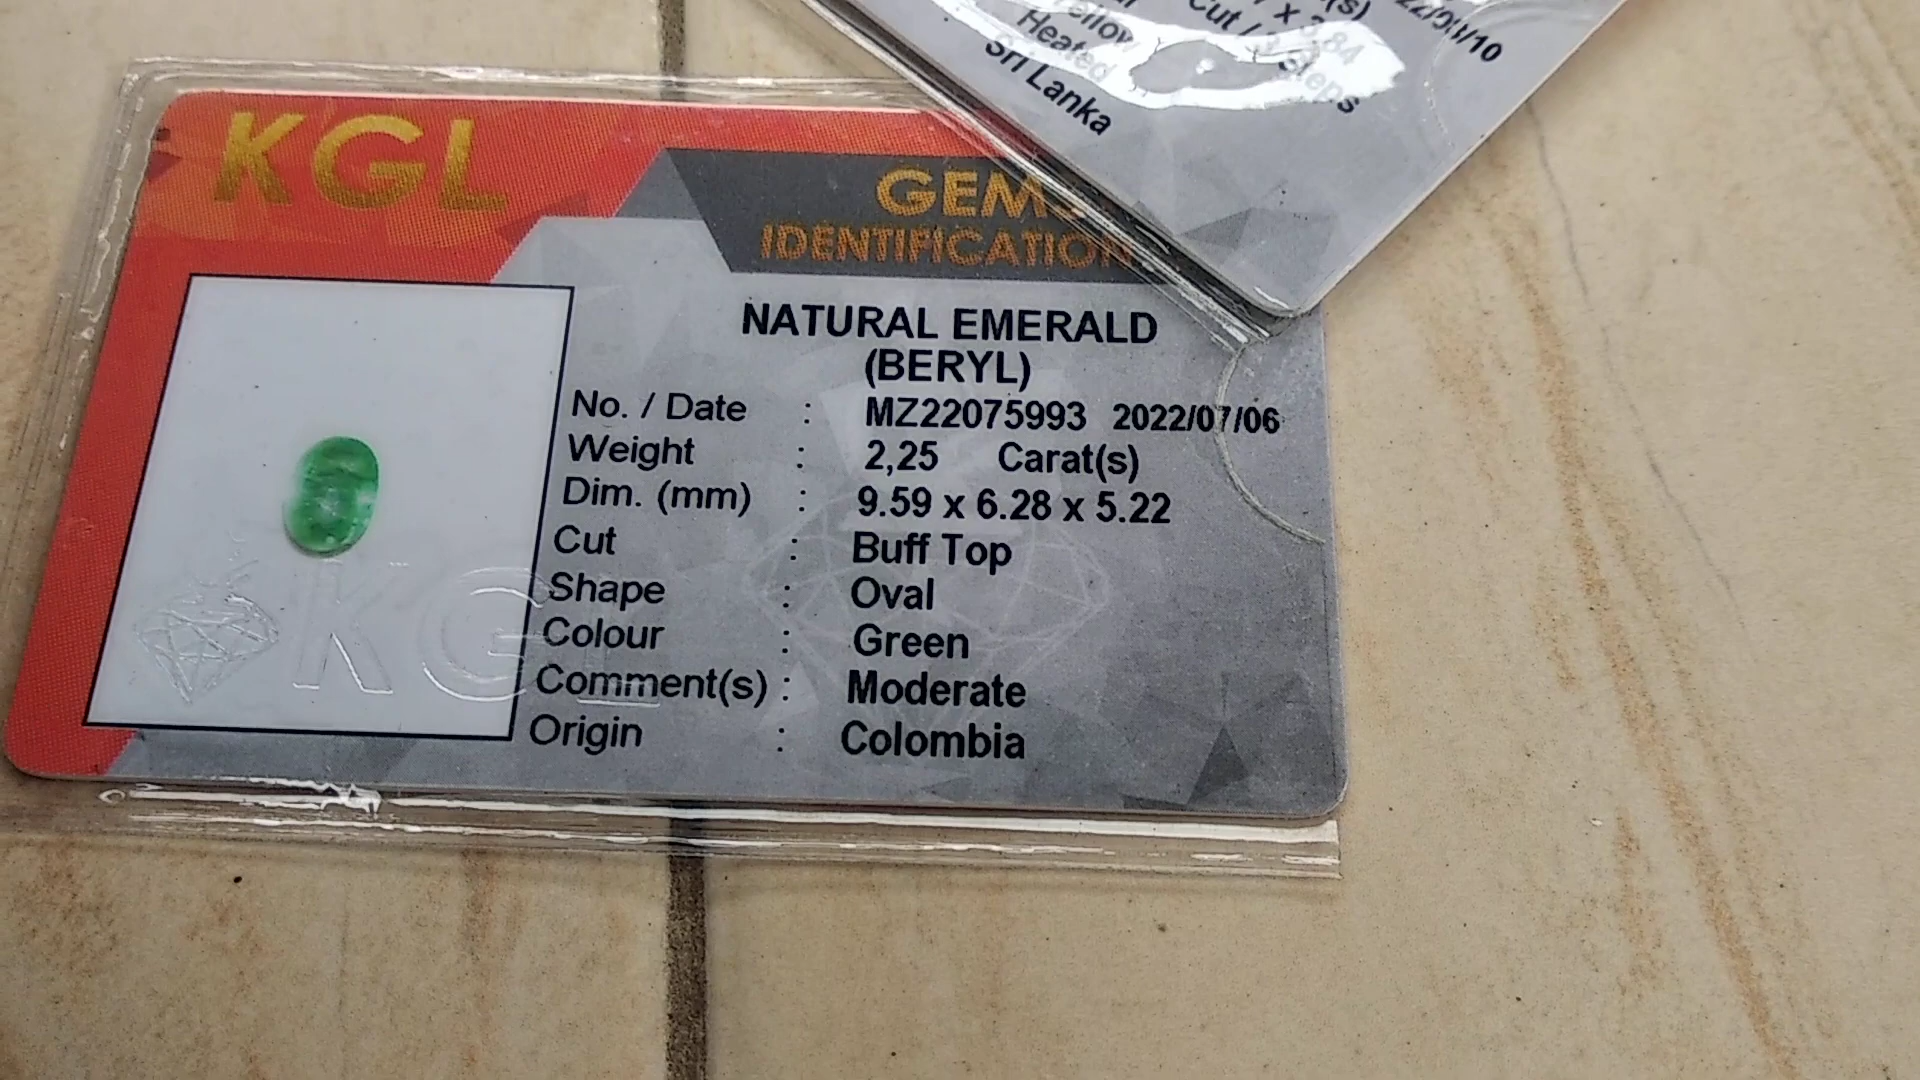 KGL
GEMS
IDENTIFICATION
NATURAL EMERALD
(BERYL)
No. / Date : MZ22075993 2022/07/06
Weight : 2,25 Carat(s)
Dim. (mm) : 9.59 x 6.28 x 5.22
Cut : Buff Top
Shape : Oval
Colour : Green
Comment(s) : Moderate
Origin : Colombia
KGL
Heated
Sri Lanka